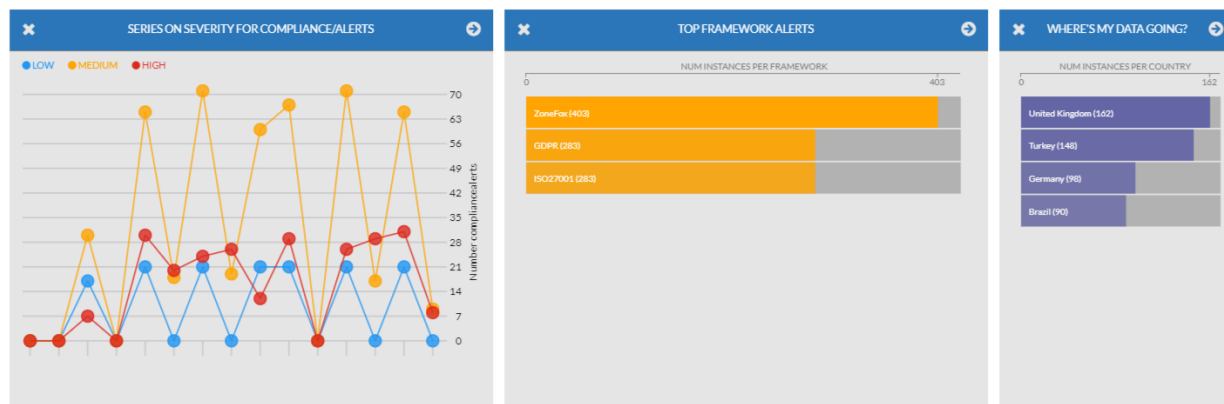 SERIES ON SEVERITY FOR COMPLIANCE/ALERTS
LOW MEDIUM HIGH
70
63
56
49
42
35
28
21
14
7
0
Number compliancealerts
TOP FRAMEWORK ALERTS
NUM INSTANCES PER FRAMEWORK
0 403
ZoneFox (403)
GDPR (283)
ISO27001 (283)
WHERE'S MY DATA GOING?
NUM INSTANCES PER COUNTRY
0 162
United Kingdom (162)
Turkey (148)
Germany (98)
Brazil (90)